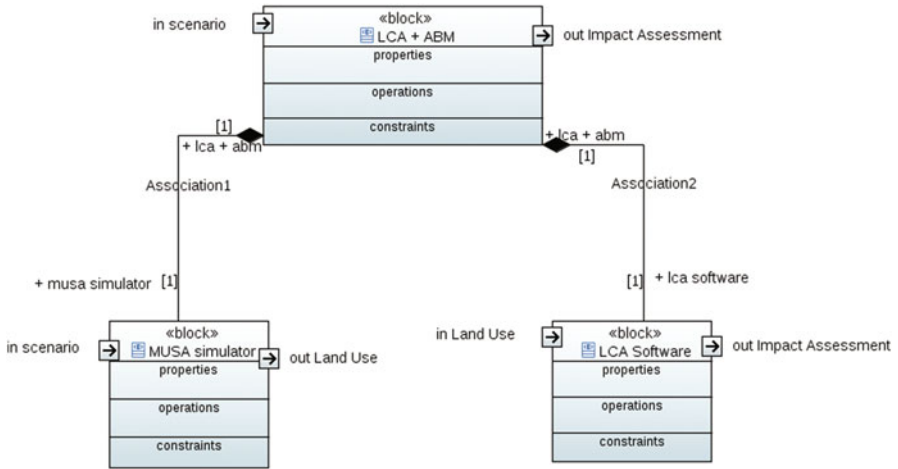 in scenario
«block»
LCA + ABM
out Impact Assessment
properties
operations
constraints
[1]
+ lca + abm
+ lca + abm
[1]
Association1
Association2
+ musa simulator
[1]
[1]
+ lca software
in scenario
«block»
MUSA simulator
out Land Use
properties
operations
constraints
in Land Use
«block»
LCA Software
out Impact Assessment
properties
operations
constraints